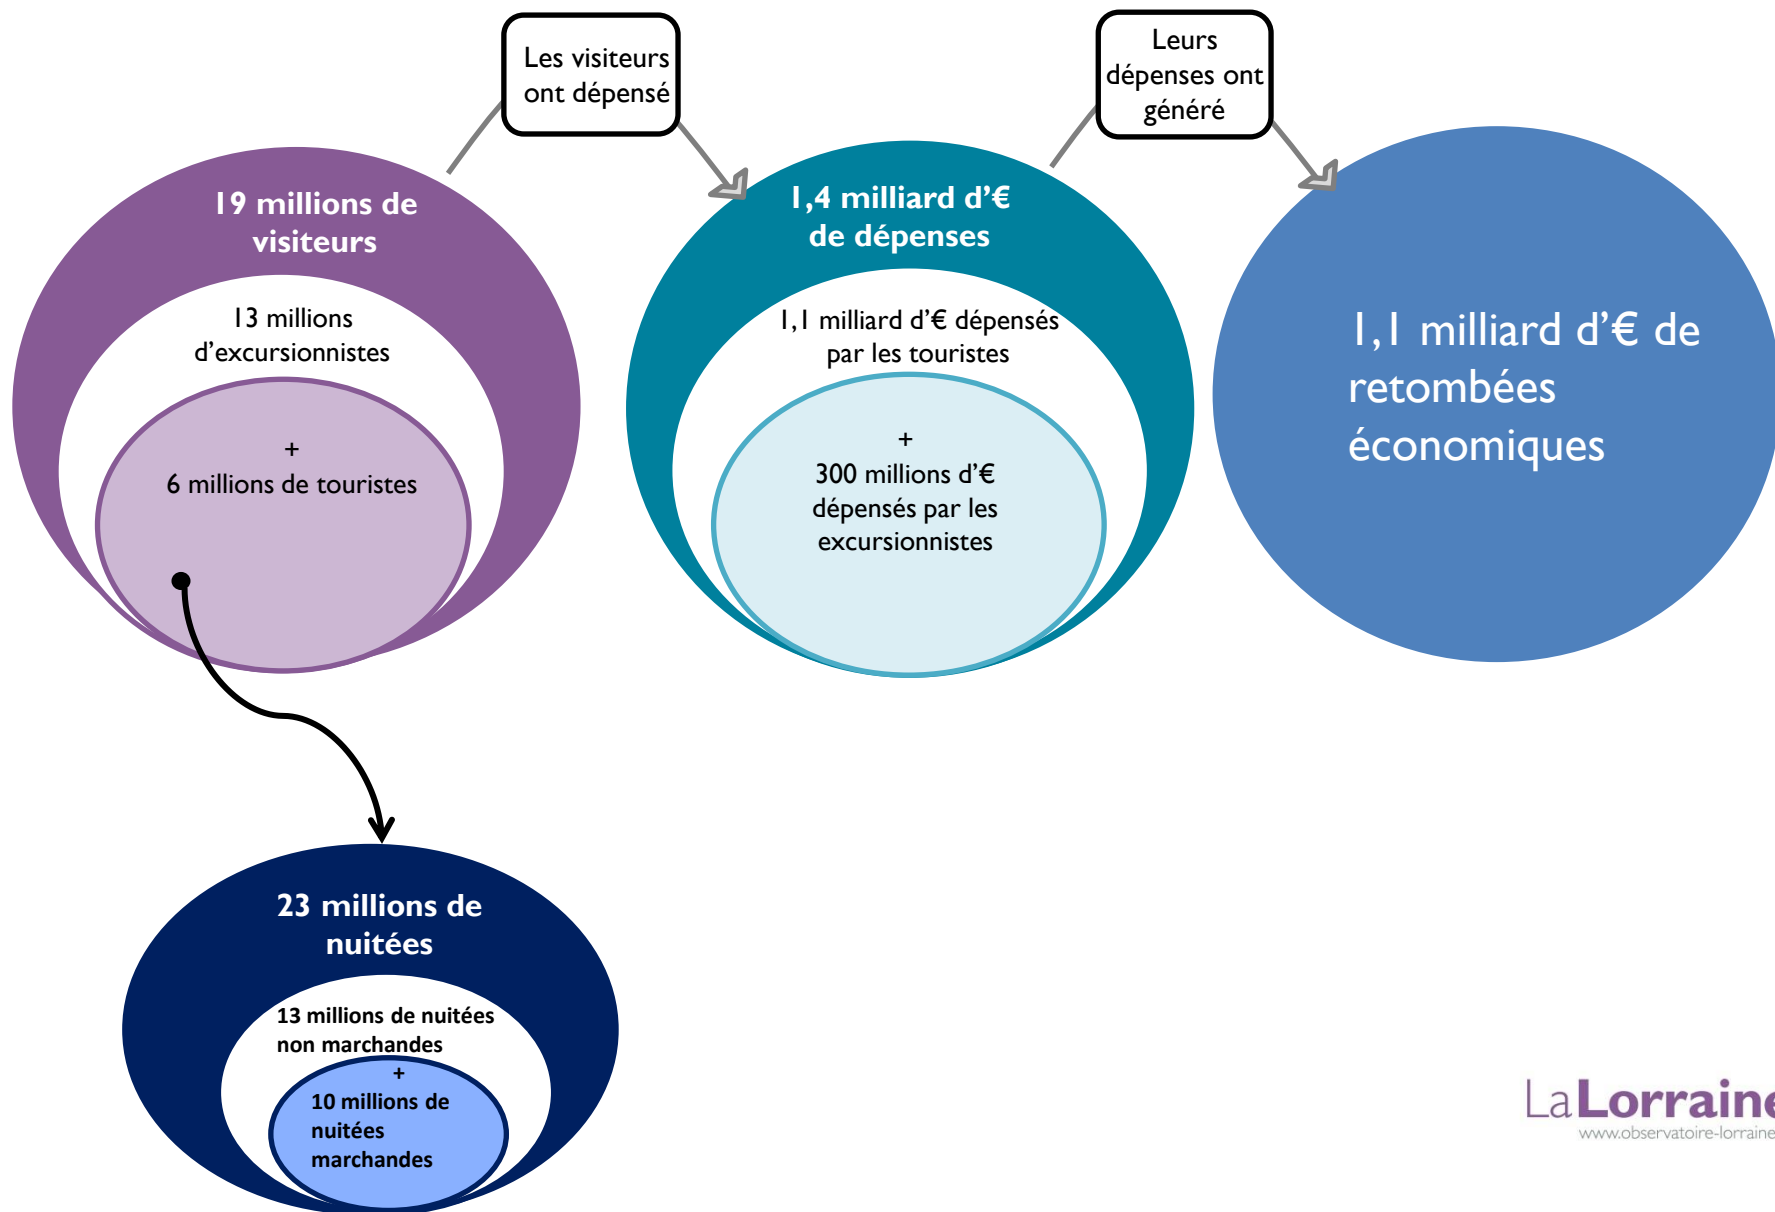 Les visiteurs
ont dépensé
Leurs
dépenses ont
généré
19 millions de
visiteurs
13 millions
d'excursionnistes
+
6 millions de touristes
1,4 milliard d'€
de dépenses
1,1 milliard d'€ dépensés
par les touristes
+
300 millions d'€
dépensés par les
excursionnistes
1,1 milliard d'€ de
retombées
économiques
23 millions de
nuitées
13 millions de nuitées
non marchandes
+
10 millions de
nuitées
marchandes
LaLorraine
www.observatoire-lorraine